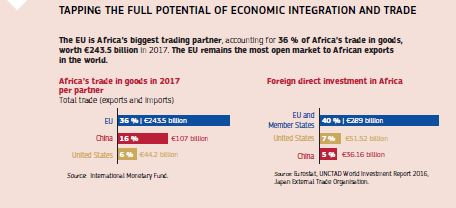 TAPPING THE FULL POTENTIAL OF ECONOMIC INTEGRATION AND TRADE
The EU is Africa's biggest trading partner, accounting for 36 % of Africa's trade in goods,
worth €243.5 billion in 2017. The EU remains the most open market to African exports
in the world.
Africa's trade in goods in 2017
per partner
Total trade (exports and imports)
EU 36 % | €243.5 billion
China 16 % €107 billion
United States 6 % €44.2 billion
Source: International Monetary Fund.
Foreign direct investment in Africa
EU and
Member States 40 % | €289 billion
United States 7 % €51.52 billion
China 5 % €36.16 billion
Source: Eurostat, UNCTAD World Investment Report 2016,
Japan External Trade Organisation.